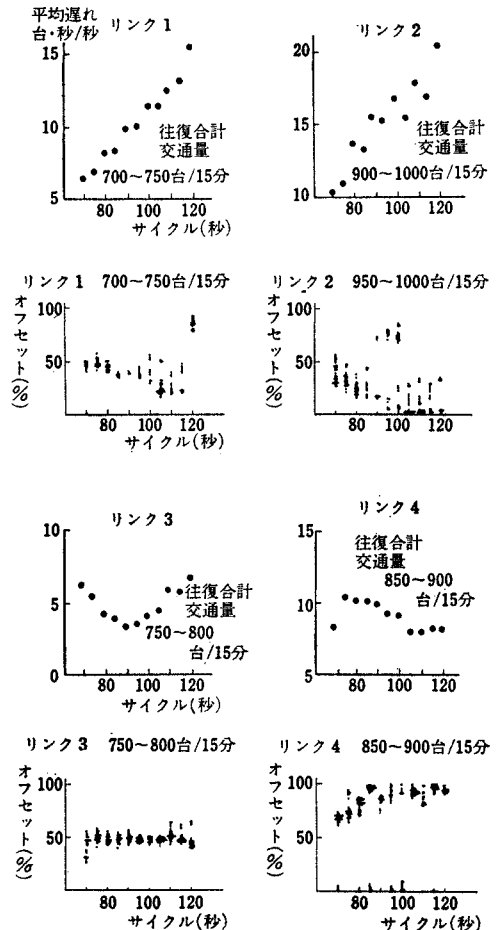 平均遅れ
台・秒/秒
リンク1
15
10
5
往復合計
交通量
700~750台/15分
80 100 120
サイクル(秒)
リンク2
20
15
10
往復合計
交通量
900~1000台/15分
80 100 120
サイクル(秒)
リンク1 700~750台/15分
オフセット(%)
100
50
80 100 120
サイクル(秒)
リンク2 950~1000台/15分
オフセット(%)
100
50
80 100 120
サイクル(秒)
リンク3
10
5
0
往復合計
交通量
750~800
台/15分
80 100 120
サイクル(秒)
リンク4
15
10
5
往復合計
交通量
850~900
台/15分
80 100 120
サイクル(秒)
リンク3 750~800台/15分
オフセット(%)
100
50
80 100 120
サイクル(秒)
リンク4 850~900台/15分
オフセット(%)
100
50
80 100 120
サイクル(秒)